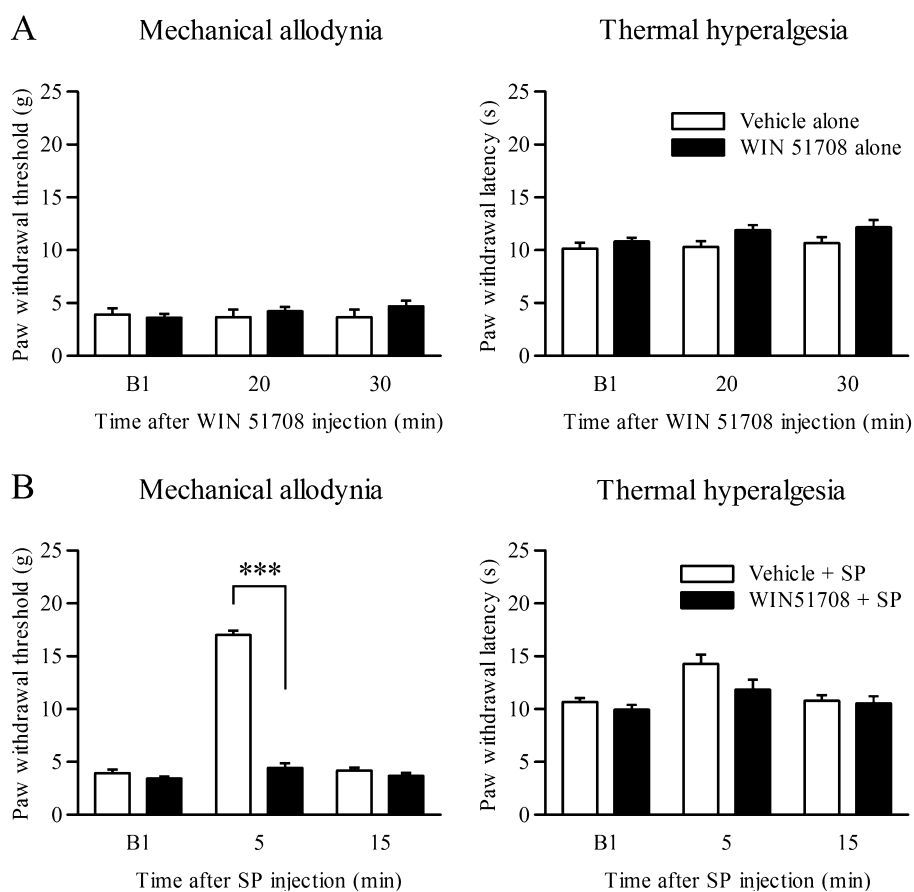 A
Mechanical allodynia
Thermal hyperalgesia
Paw withdrawal threshold (g)
25
20
15
10
5
0
B1
20
30
Time after WIN 51708 injection (min)
Paw withdrawal latency (s)
25
20
15
10
5
0
Vehicle alone
WIN 51708 alone
B1
20
30
Time after WIN 51708 injection (min)
B
Mechanical allodynia
Thermal hyperalgesia
Paw withdrawal threshold (g)
25
20
15
10
5
0
***
B1
5
15
Time after SP injection (min)
Paw withdrawal latency (s)
25
20
15
10
5
0
Vehicle + SP
WIN51708 + SP
B1
5
15
Time after SP injection (min)